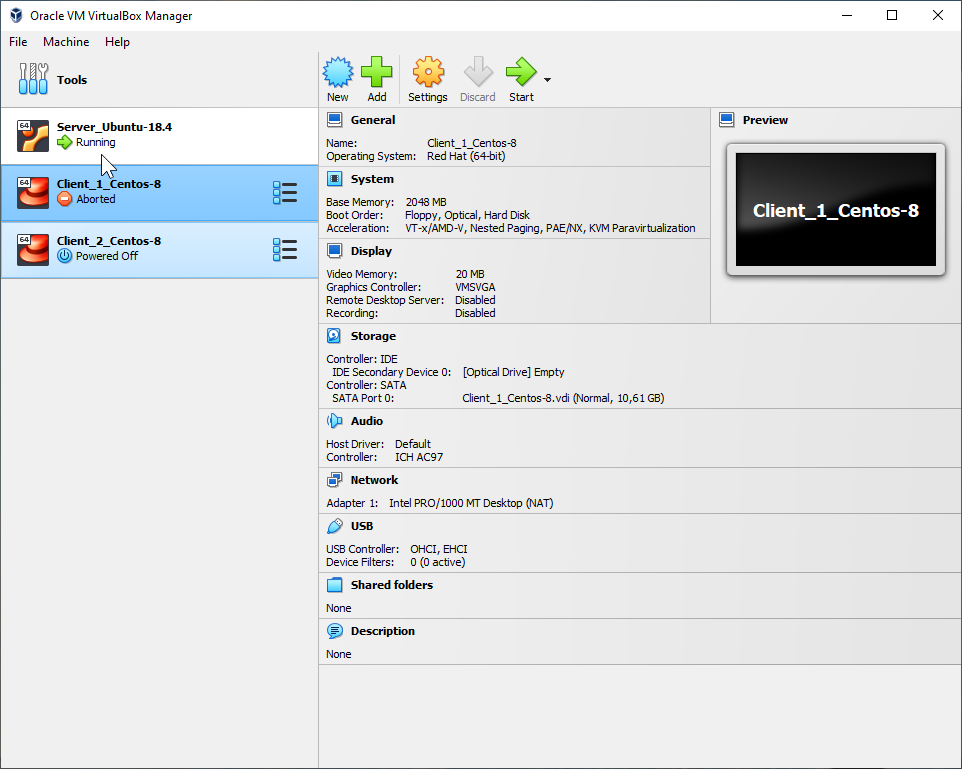 Oracle VM VirtualBox Manager
File Machine Help
Tools
New Add Settings Discard Start
64
Server_Ubuntu-18.4
Running
64
Client_1_Centos-8
Aborted
64
Client_2_Centos-8
Powered Off
General
Name: Client_1_Centos-8
Operating System: Red Hat (64-bit)
System
Base Memory: 2048 MB
Boot Order: Floppy, Optical, Hard Disk
Acceleration: VT-x/AMD-V, Nested Paging, PAE/NX, KVM Paravirtualization
Display
Video Memory: 20 MB
Graphics Controller: VMSVGA
Remote Desktop Server: Disabled
Recording: Disabled
Preview
Client_1_Centos-8
Storage
Controller: IDE
IDE Secondary Device 0: [Optical Drive] Empty
Controller: SATA
SATA Port 0: Client_1_Centos-8.vdi (Normal, 10,61 GB)
Audio
Host Driver: Default
Controller: ICH AC97
Network
Adapter 1: Intel PRO/1000 MT Desktop (NAT)
USB
USB Controller: OHCI, EHCI
Device Filters: 0 (0 active)
Shared folders
None
Description
None